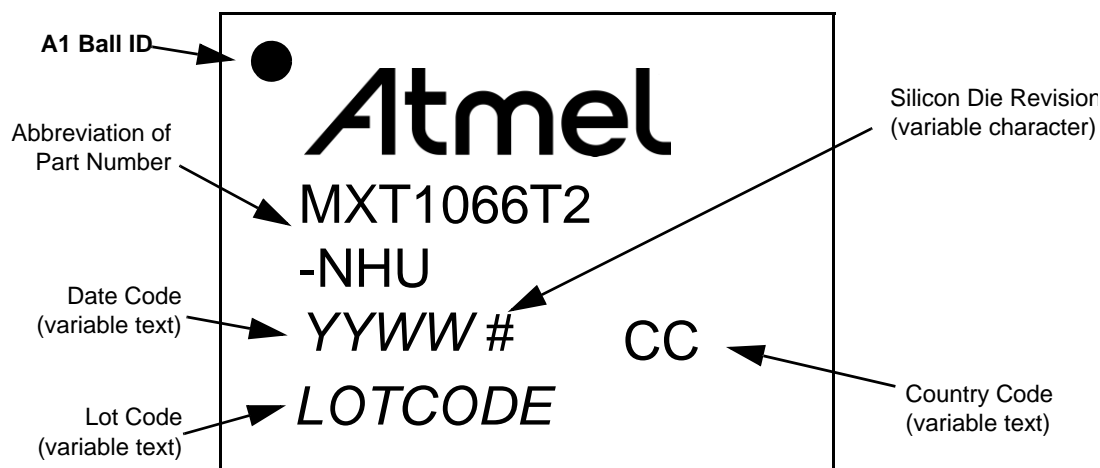 A1 Ball ID
Atmel
Silicon Die Revision
(variable character)
Abbreviation of
Part Number
MXT1066T2
-NHU
Date Code
(variable text)
YYWW #
CC
Country Code
(variable text)
Lot Code
(variable text)
LOTCODE